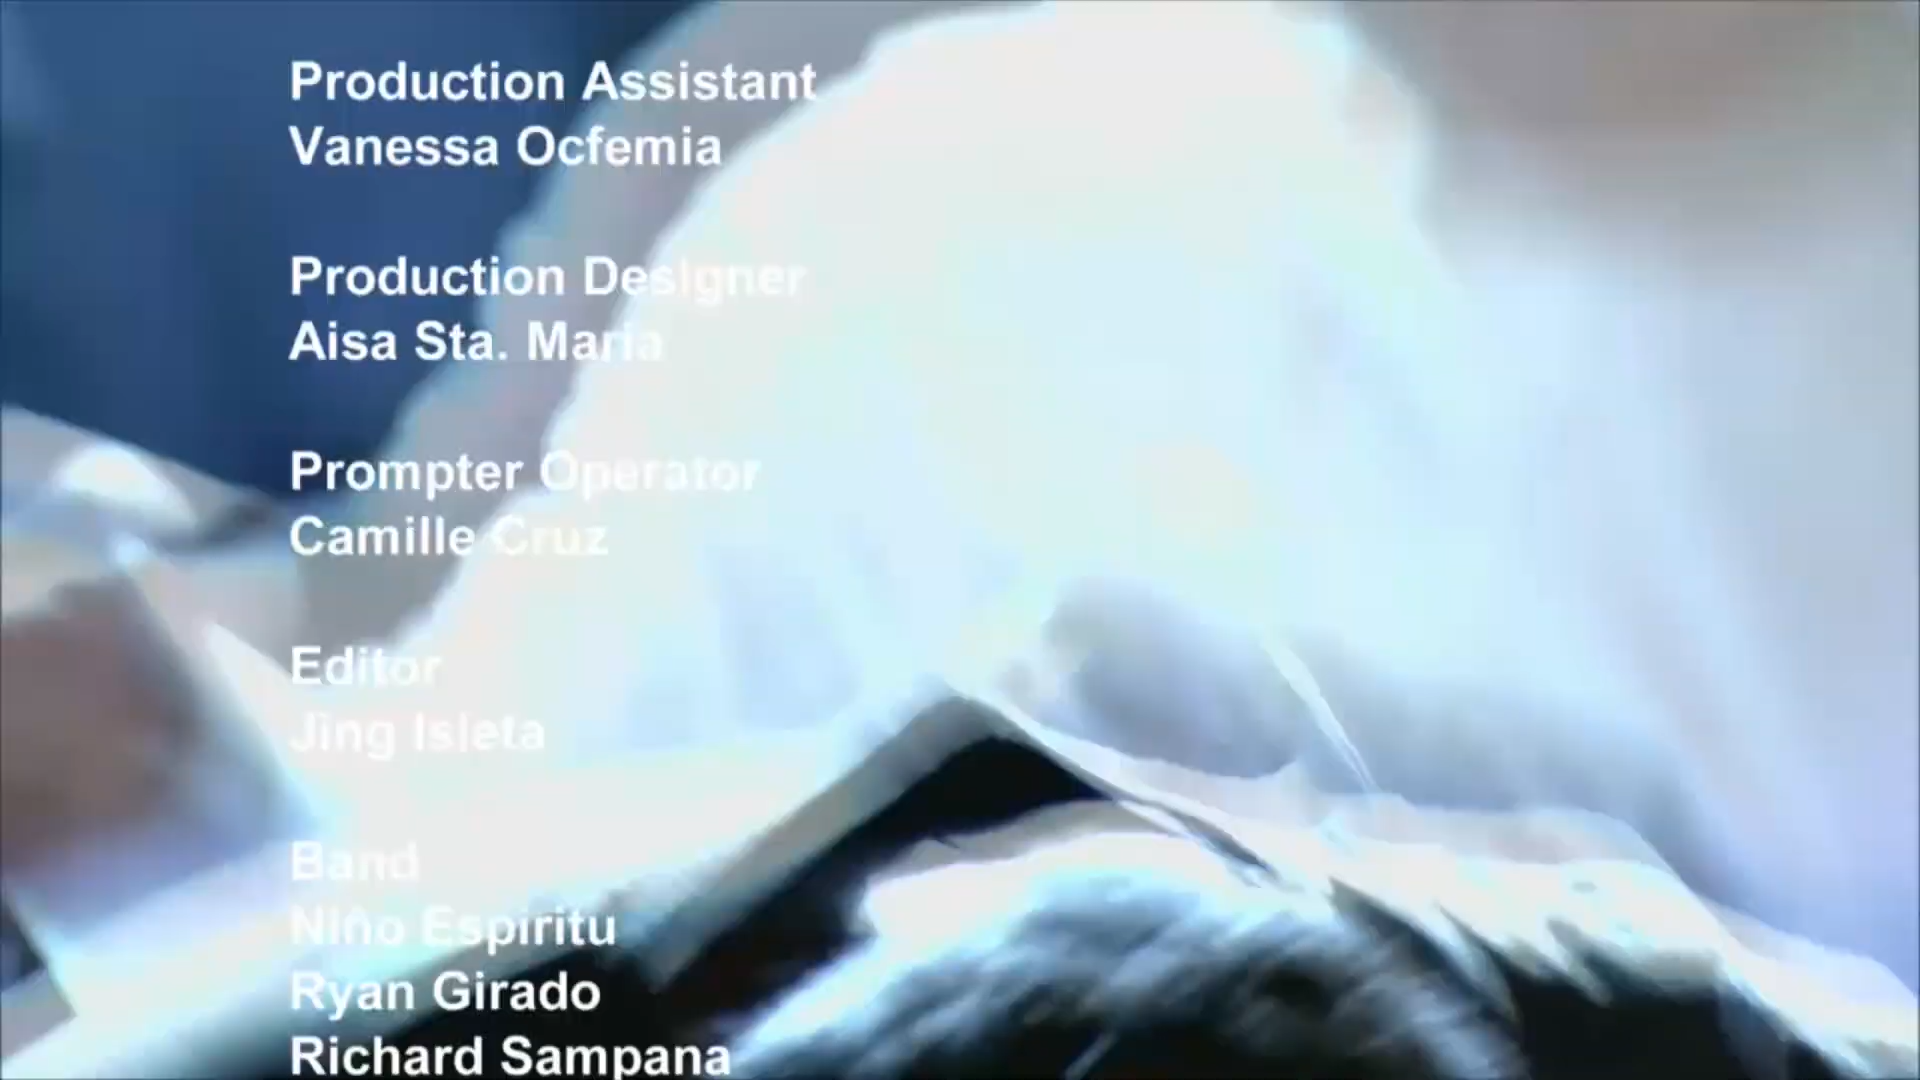 Production Assistant
Vanessa Ocfemia
Production Designer
Aisa Sta. Maria
Prompter Operator
Camille Cruz
Editor
Jing Isleta
Band
Niño Espiritu
Ryan Girado
Richard Sampana